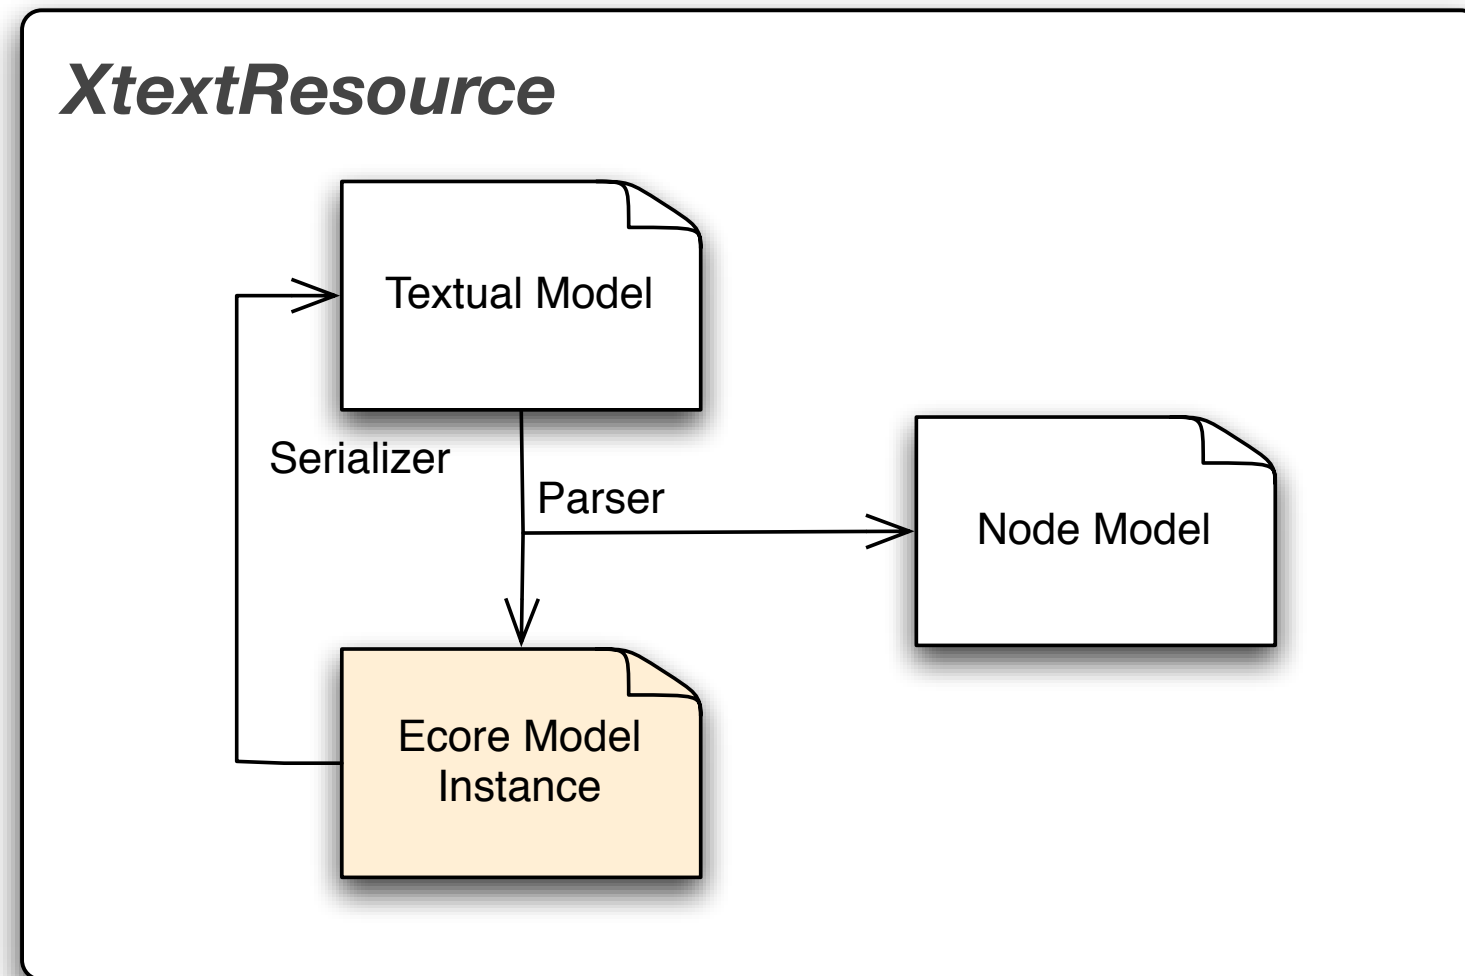 XtextResource
Textual Model
Serializer
Parser
Node Model
Ecore Model
Instance